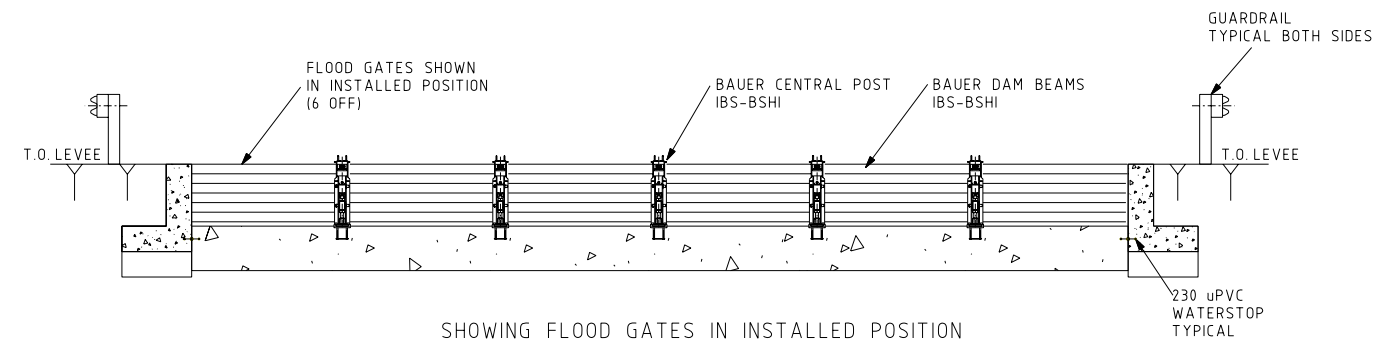 GUARDRAIL
TYPICAL BOTH SIDES
FLOOD GATES SHOWN
IN INSTALLED POSITION
(6 OFF)
BAUER CENTRAL POST
IBS-BSHI
BAUER DAM BEAMS
IBS-BSHI
T.O. LEVEE
T.O. LEVEE
230 uPVC
WATERSTOP
TYPICAL
SHOWING FLOOD GATES IN INSTALLED POSITION